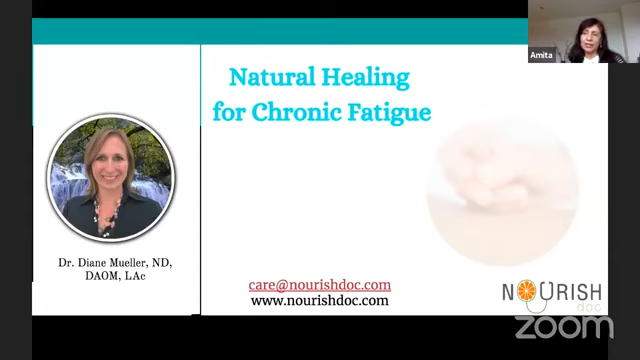 Amita
Natural Healing
for Chronic Fatigue
Dr. Diane Mueller, ND,
DAOM, LAc
care@nourishdoc.com
www.nourishdoc.com
NOURISH
doc
zoom